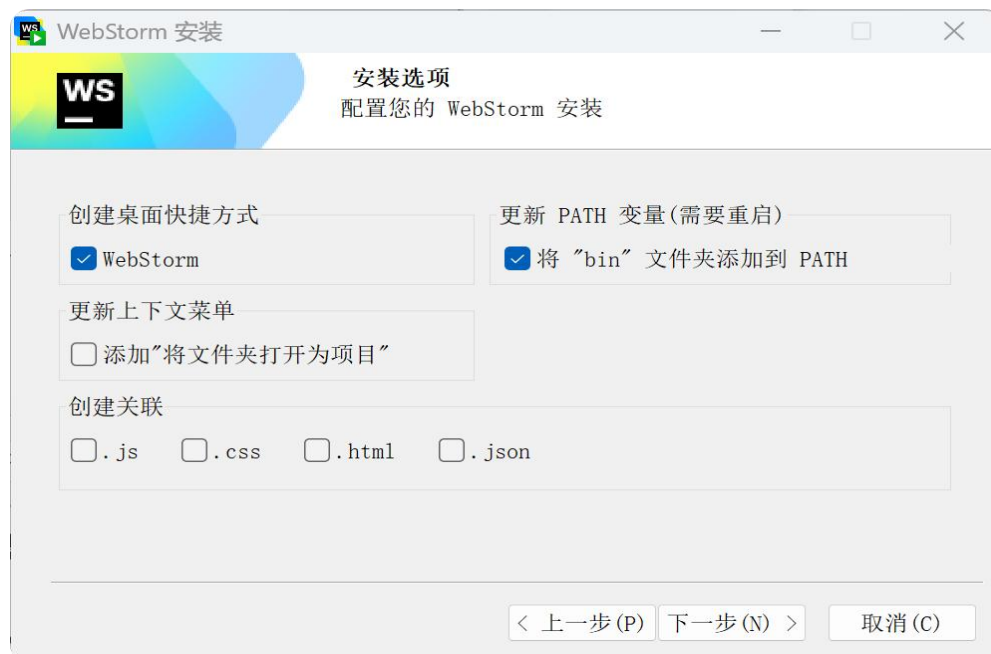 WebStorm 安装
WS
安装选项
配置您的 WebStorm 安装
创建桌面快捷方式
WebStorm
更新 PATH 变量(需要重启)
将 "bin" 文件夹添加到 PATH
更新上下文菜单
添加"将文件夹打开为项目"
创建关联
.js .css .html .json
< 上一步(P) 下一步(N) > 取消(C)